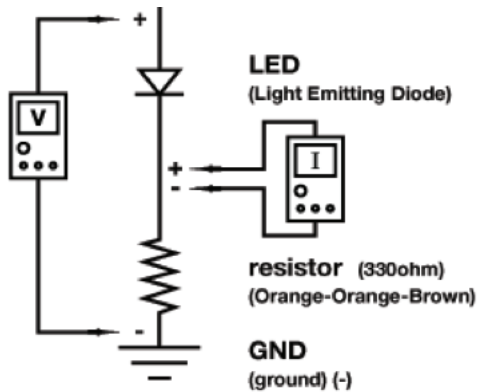 +
LED
(Light Emitting Diode)
V
I
+
-
resistor (330ohm)
(Orange-Orange-Brown)
-
GND
(ground) (-)